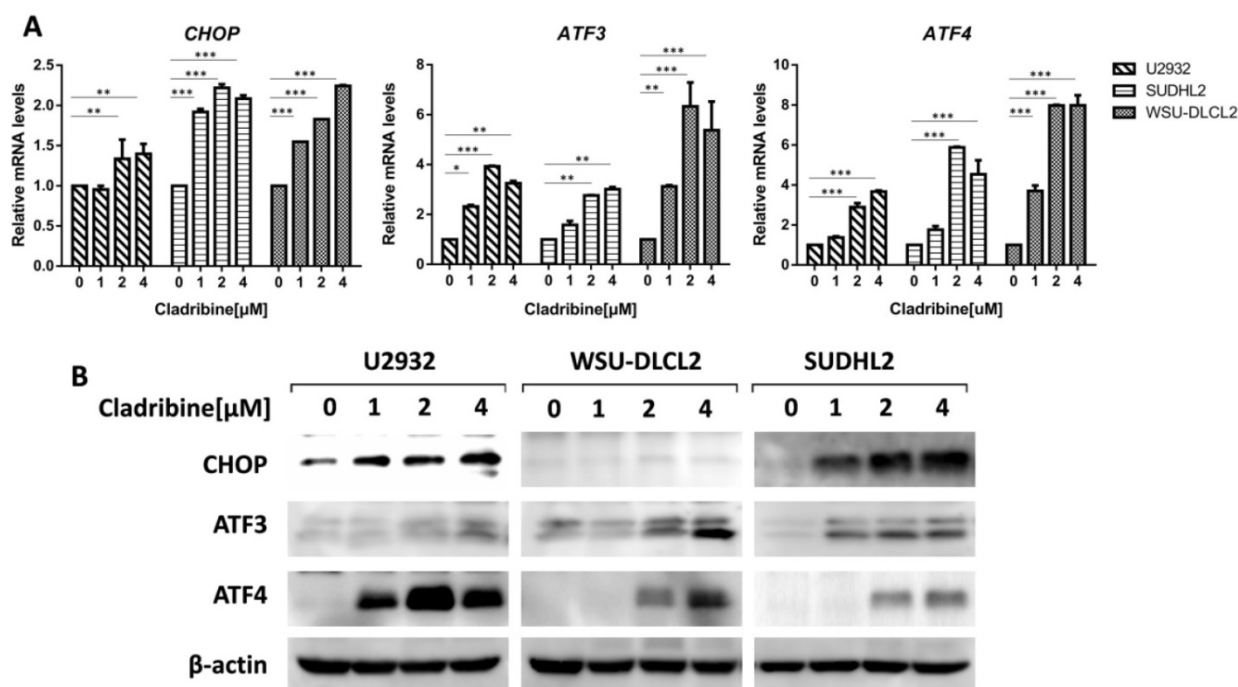 A
CHOP
ATF3
ATF4
Relative mRNA levels
2.5
2.0
1.5
1.0
0.5
0.0
** **
*** *** ***
*** *** ***
0 1 2 4 0 1 2 4 0 1 2 4
Cladribine[µM]
Relative mRNA levels
8
6
4
2
0
** *** *
** **
*** *** **
0 1 2 4 0 1 2 4 0 1 2 4
Cladribine[µM]
Relative mRNA levels
10
8
6
4
2
0
*** ***
*** ***
*** *** ***
0 1 2 4 0 1 2 4 0 1 2 4
Cladribine[uM]
U2932
SUDHL2
WSU-DLCL2
B
U2932 WSU-DLCL2 SUDHL2
Cladribine[µM] 0 1 2 4 0 1 2 4 0 1 2 4
CHOP
ATF3
ATF4
β-actin